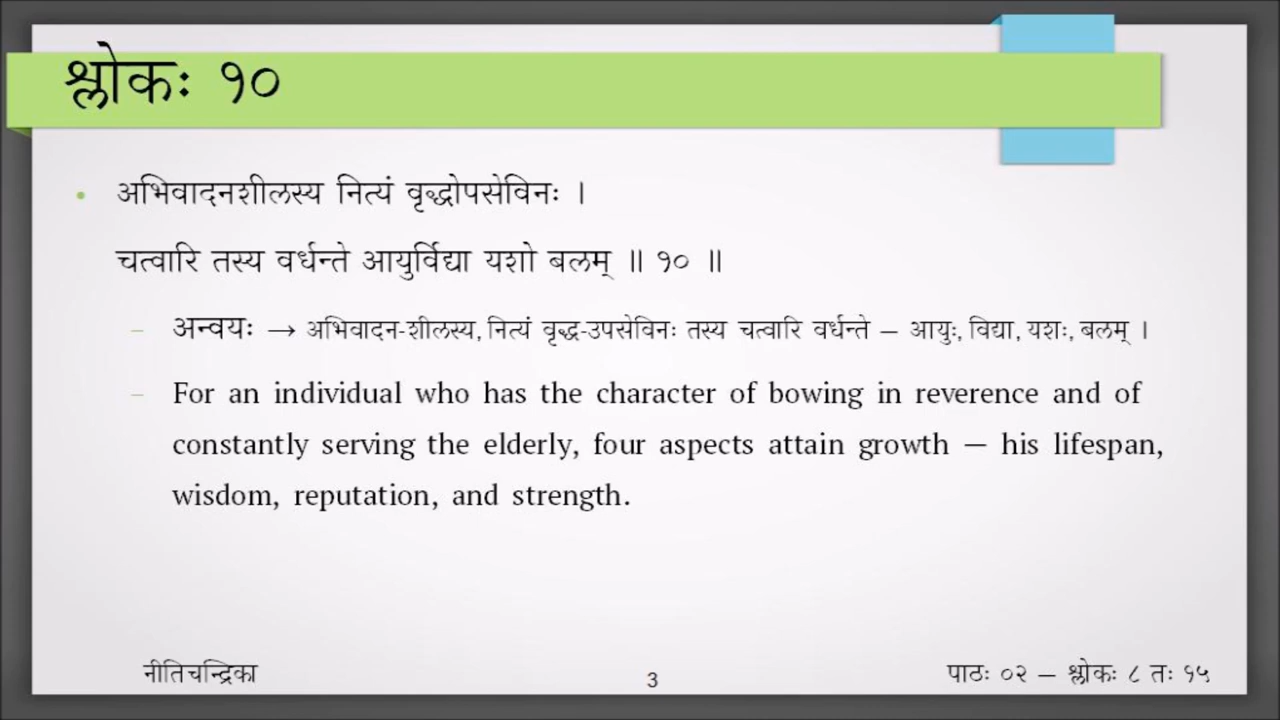 श्लोकः १०
अभिवादनशीलस्य नित्यं वृद्धोपसेविनः ।
चत्वारि तस्य वर्धन्ते आयुर्विद्या यशो बलम् ॥ १० ॥
अन्वयः → अभिवादन-शीलस्य, नित्यं वृद्ध-उपसेविनः तस्य चत्वारि वर्धन्ते – आयुः, विद्या, यशः, बलम् ।
For an individual who has the character of bowing in reverence and of
constantly serving the elderly, four aspects attain growth – his lifespan,
wisdom, reputation, and strength.
नीतिचन्द्रिका
3
पाठः ०२ – श्लोकः ८ तः १५